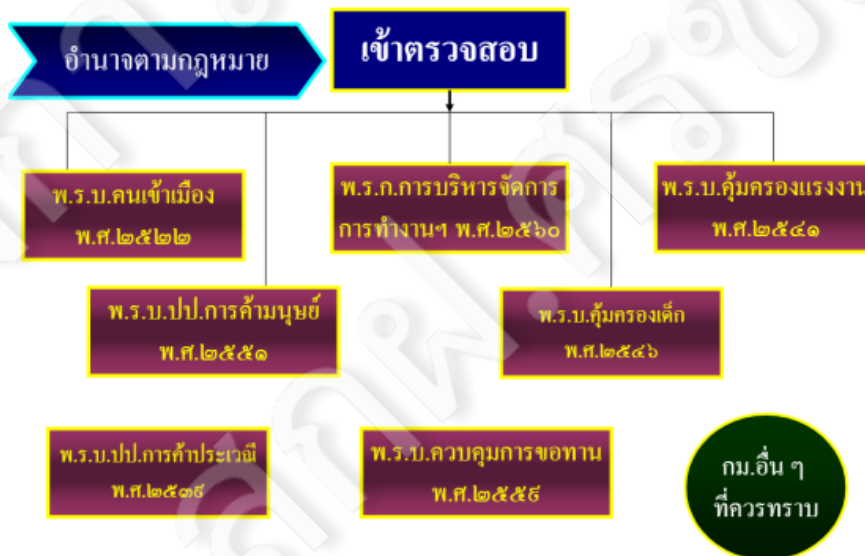 อำนาจตามกฎหมาย
เข้าตรวจสอบ
พ.ร.บ.คนเข้าเมือง
พ.ศ.๒๕๒๒
พ.ร.ก.การบริหารจัดการ
การทำงานฯ พ.ศ.๒๕๖๐
พ.ร.บ.คุ้มครองแรงงาน
พ.ศ.๒๕๔๑
พ.ร.บ.ปป.การค้ามนุษย์
พ.ศ.๒๕๕๑
พ.ร.บ.คุ้มครองเด็ก
พ.ศ.๒๕๔๖
พ.ร.บ.ปป.การค้าประเวณี
พ.ศ.๒๕๓๙
พ.ร.บ.ควบคุมการขอทาน
พ.ศ.๒๕๕๙
กม.อื่น ๆ
ที่ควรทราบ